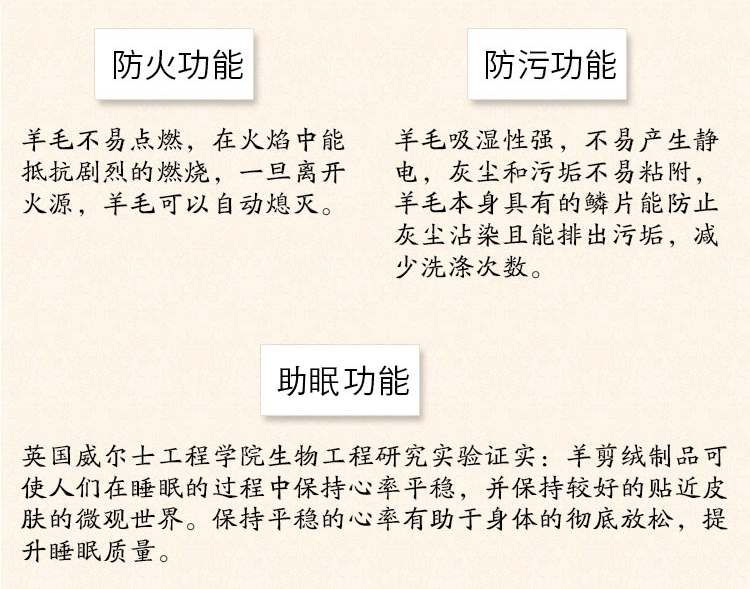 防火功能
羊毛不易点燃，在火焰中能
抵抗剧烈的燃烧，一旦离开
火源，羊毛可以自动熄灭。
防污功能
羊毛吸湿性强，不易产生静
电，灰尘和污垢不易粘附，
羊毛本身具有的鳞片能防止
灰尘沾染且能排出污垢，减
少洗涤次数。
助眠功能
英国威尔士工程学院生物工程研究实验证实：羊剪绒制品可
使人们在睡眠的过程中保持心率平稳，并保持较好的贴近皮
肤的微观世界。保持平稳的心率有助于身体的彻底放松，提
升睡眠质量。